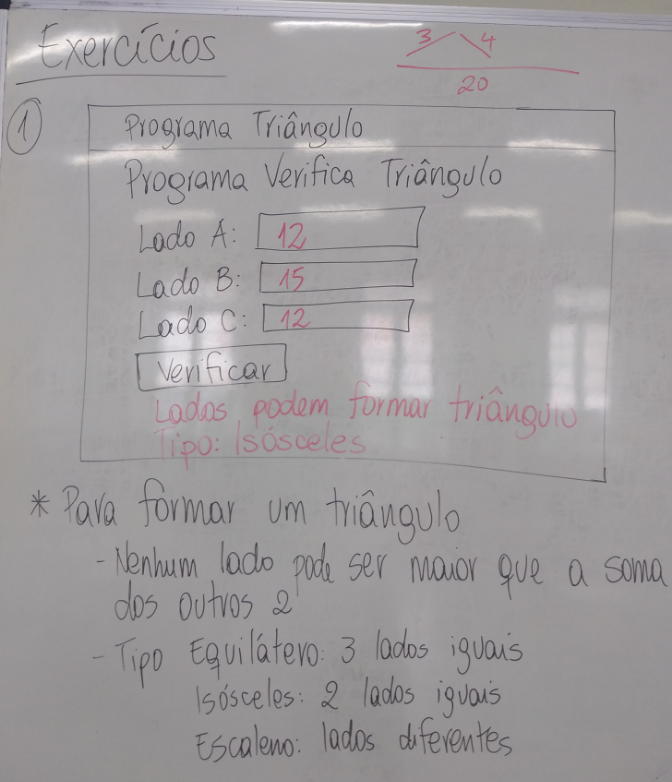 Exercícios
3 4
20
1
Programa Triângulo
Programa Verifica Triângulo
Lado A: 12
Lado B: 15
Lado C: 12
Verificar
Lados podem formar triângulo
Tipo: Isósceles
* Para formar um triângulo
- Nenhum lado pode ser maior que a soma
dos outros 2
- Tipo Equilátero: 3 lados iguais
Isósceles: 2 lados iguais
Escaleno: lados diferentes